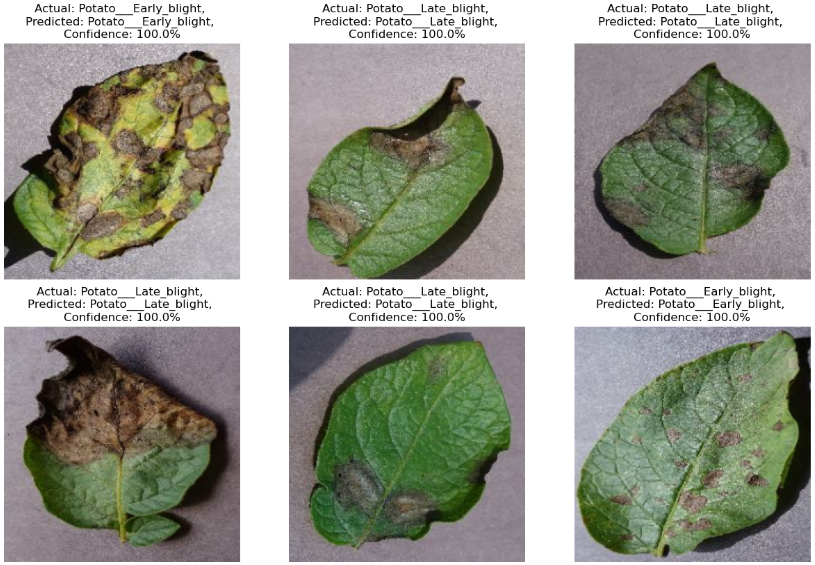 Actual: Potato___Early_blight,
Predicted: Potato___Early_blight,
Confidence: 100.0%
Actual: Potato___Late_blight,
Predicted: Potato___Late_blight,
Confidence: 100.0%
Actual: Potato___Late_blight,
Predicted: Potato___Late_blight,
Confidence: 100.0%
Actual: Potato___Late_blight,
Predicted: Potato___Late_blight,
Confidence: 100.0%
Actual: Potato___Late_blight,
Predicted: Potato___Late_blight,
Confidence: 100.0%
Actual: Potato___Early_blight,
Predicted: Potato___Early_blight,
Confidence: 100.0%